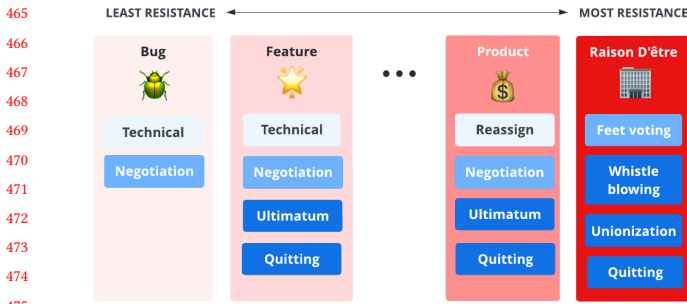 465
466
467
468
469
470
471
472
473
474
LEAST RESISTANCE
MOST RESISTANCE
Bug
Technical
Negotiation
Feature
Technical
Negotiation
Ultimatum
Quitting
•••
Product
$
Reassign
Negotiation
Ultimatum
Quitting
Raison D'être
Feet voting
Whistle
blowing
Unionization
Quitting